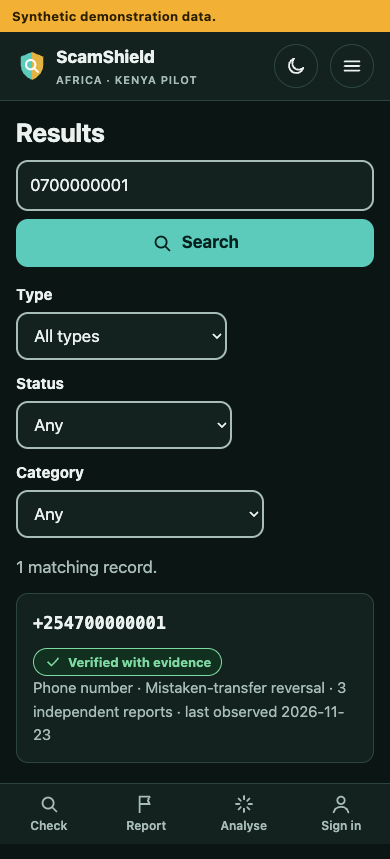 Synthetic demonstration data.
ScamShield
AFRICA · KENYA PILOT
Results
0700000001
Search
Type
All types
Status
Any
Category
Any
1 matching record.
+254700000001
Verified with evidence
Phone number · Mistaken-transfer reversal · 3
independent reports · last observed 2026-11-
23
Check
Report
Analyse
Sign in